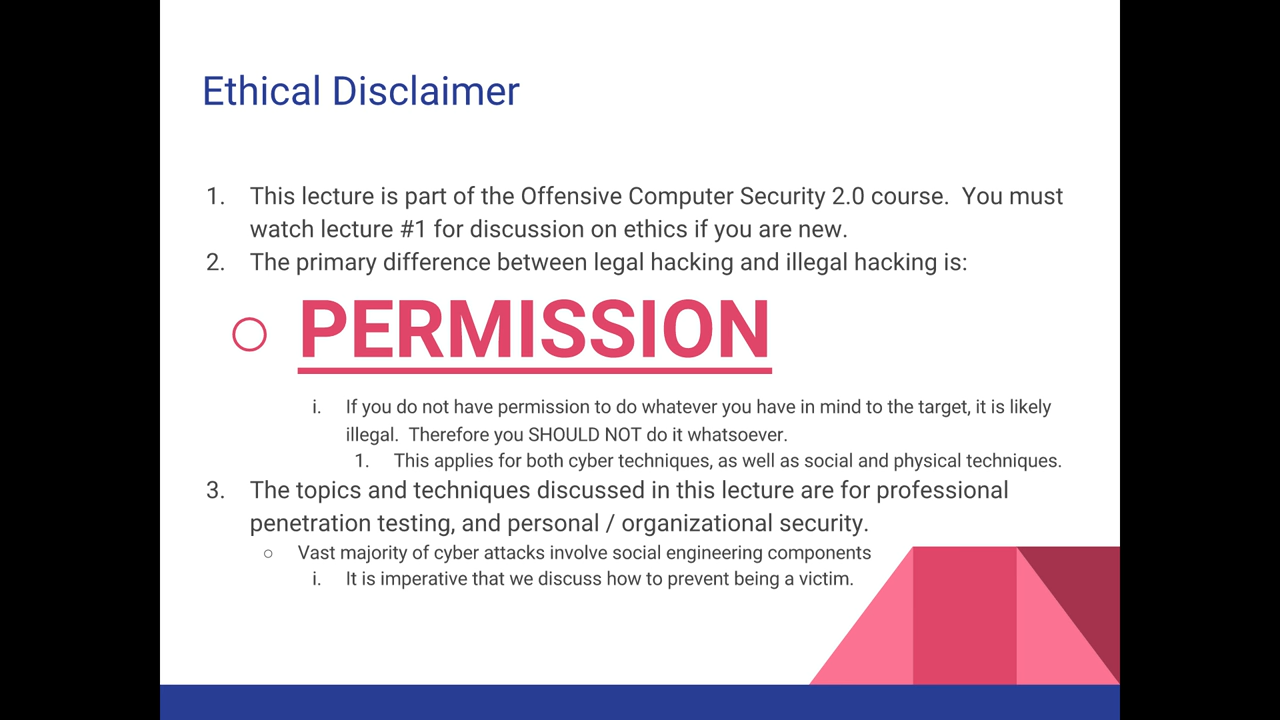 Ethical Disclaimer
1. This lecture is part of the Offensive Computer Security 2.0 course.  You must
watch lecture #1 for discussion on ethics if you are new.
2. The primary difference between legal hacking and illegal hacking is:
○ PERMISSION
i. If you do not have permission to do whatever you have in mind to the target, it is likely
illegal.  Therefore you SHOULD NOT do it whatsoever.
1. This applies for both cyber techniques, as well as social and physical techniques.
3. The topics and techniques discussed in this lecture are for professional
penetration testing, and personal / organizational security.
○ Vast majority of cyber attacks involve social engineering components
i. It is imperative that we discuss how to prevent being a victim.